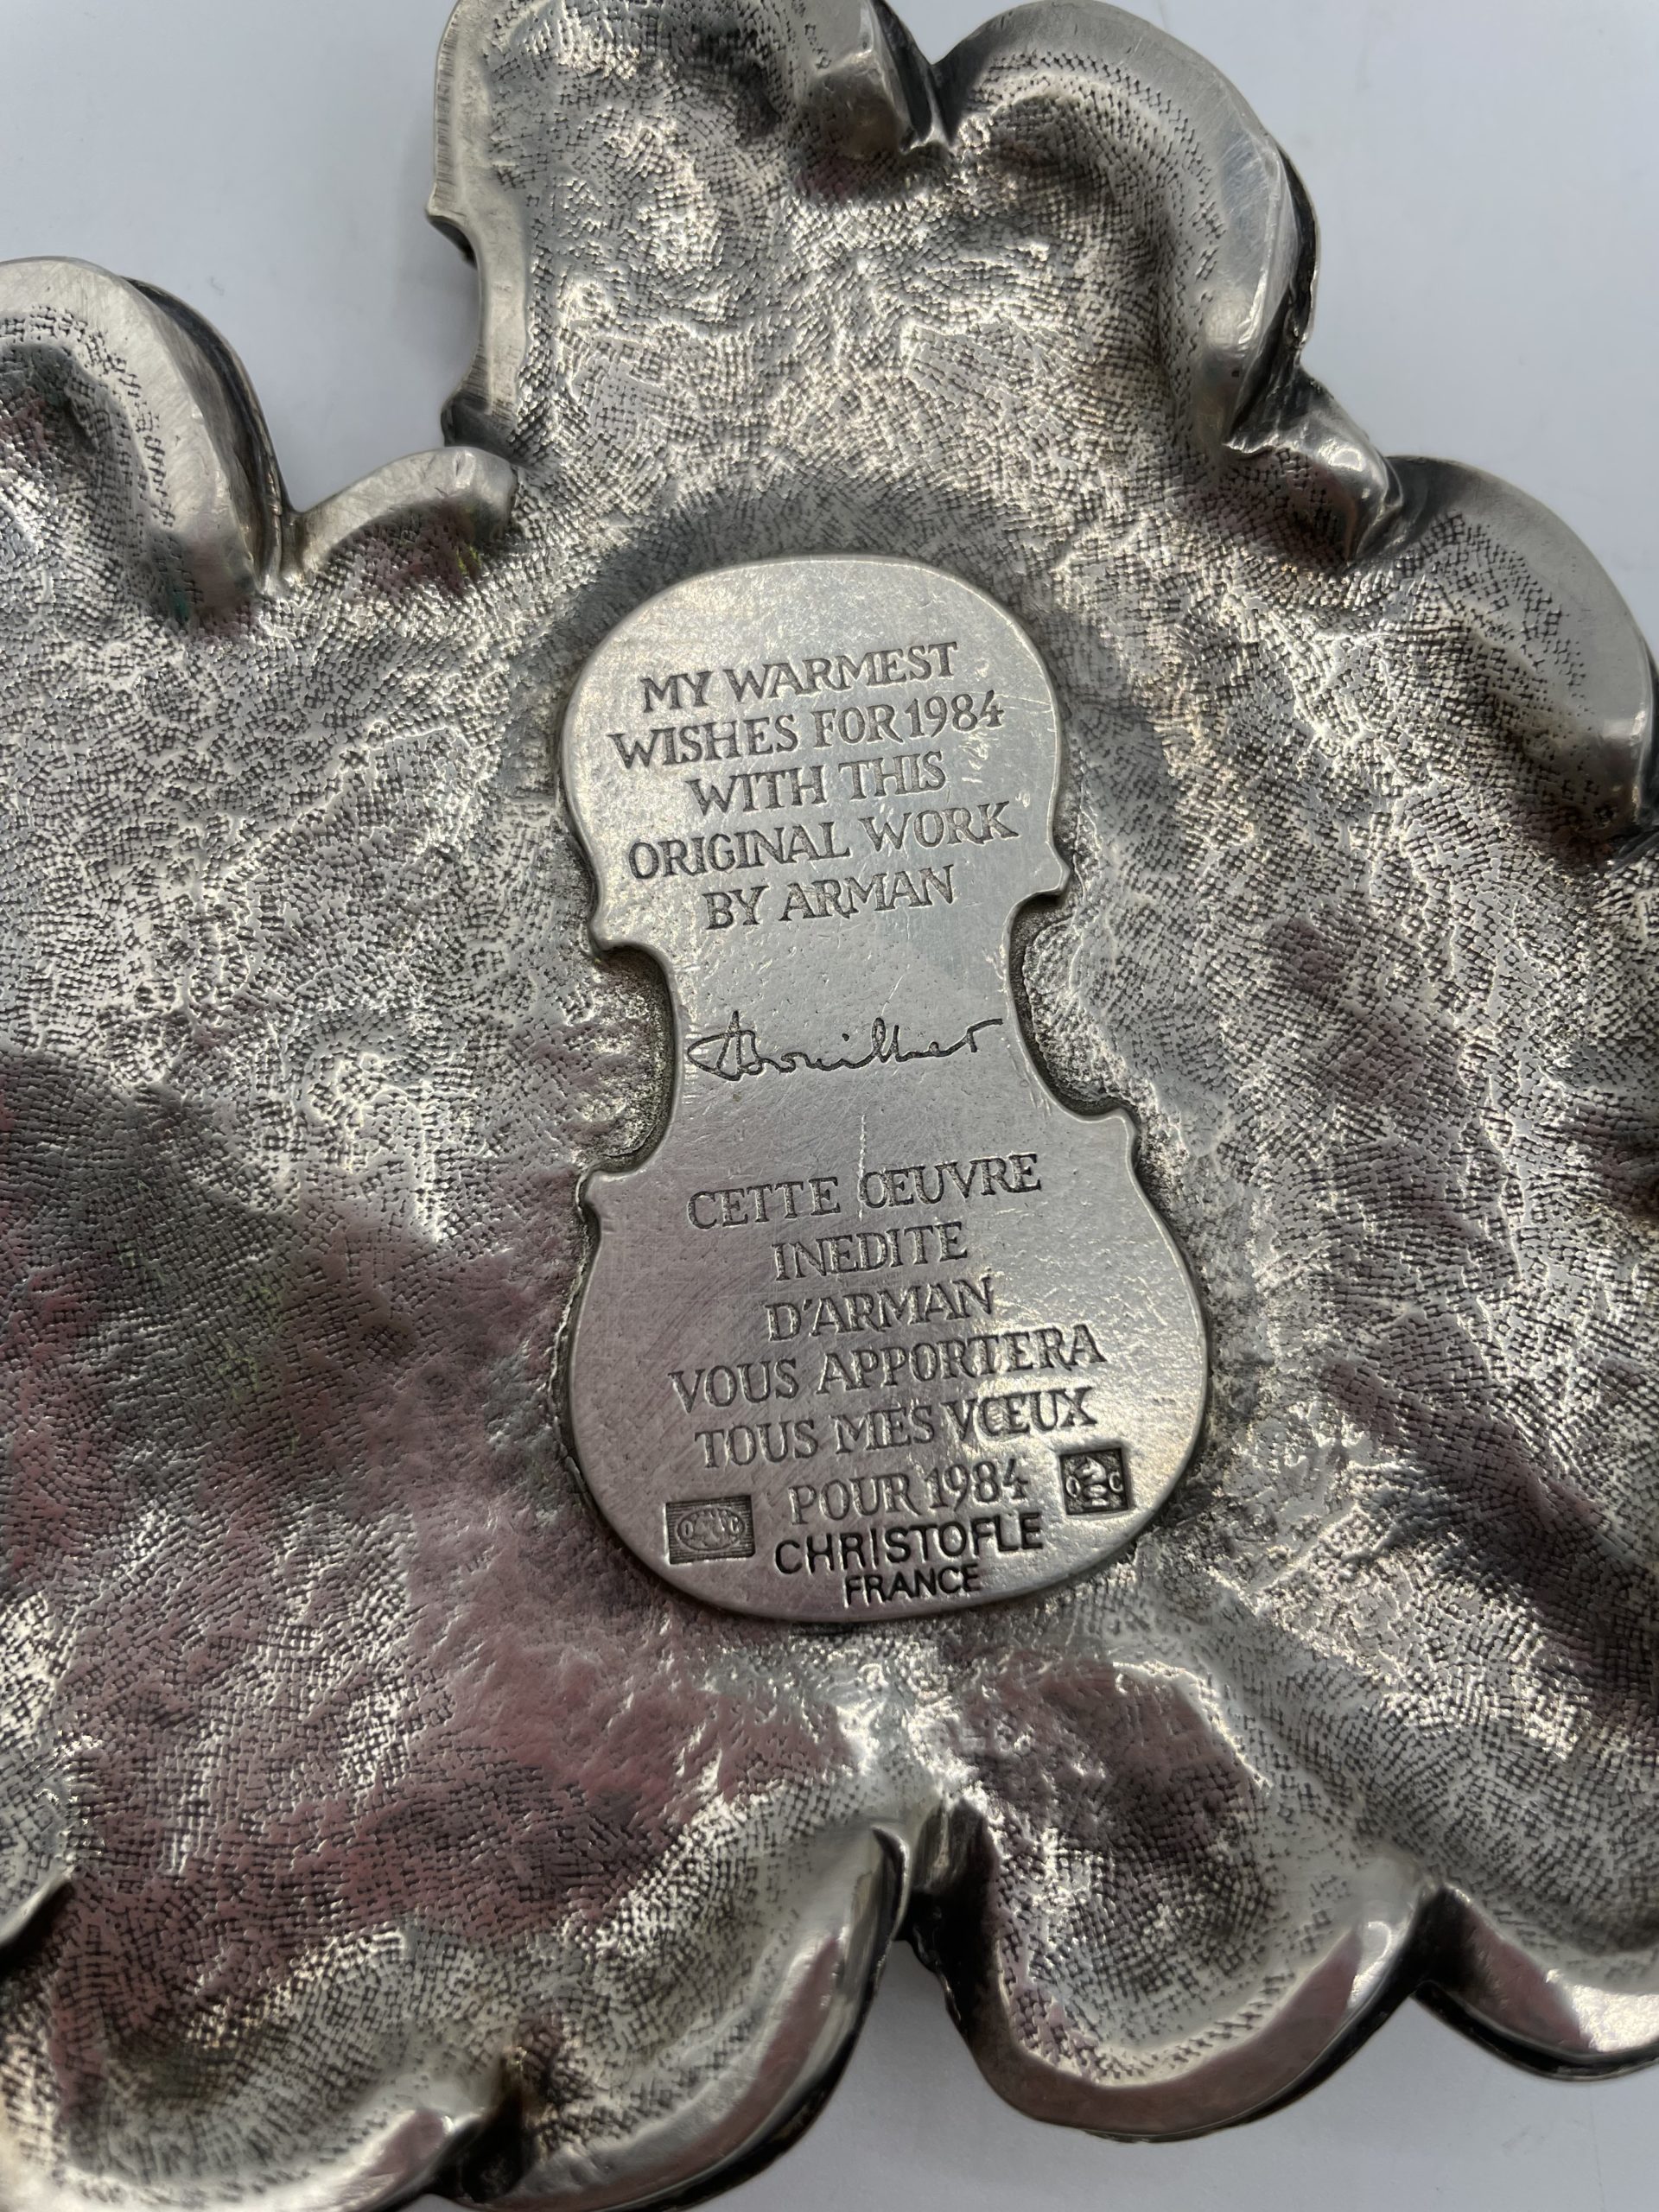 MY WARMEST
WISHES FOR 1984
WITH THIS
ORIGINAL WORK
BY ARMAN
CETTE ŒUVRE
INEDITE
D'ARMAN
VOUS APPORTERA
TOUS MES VŒUX
POUR 1984
O C
O C
CHRISTOFLE
FRANCE